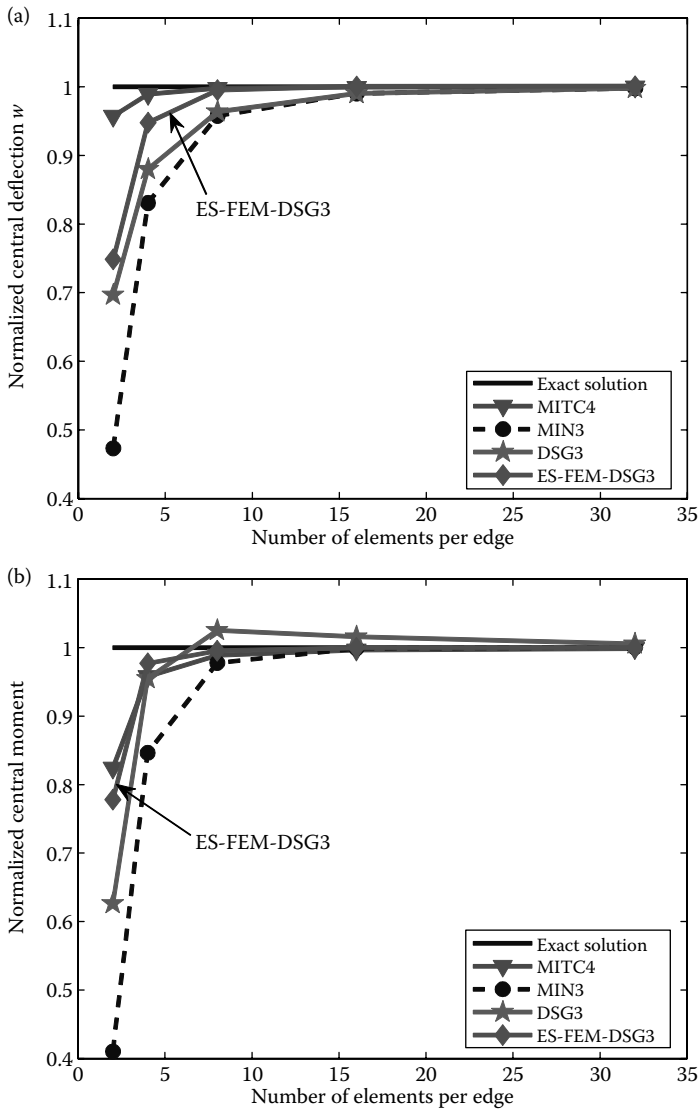 (a)
1.1
1
0.9
0.8
0.7
0.6
0.5
0.4
Normalized central deflection w
ES-FEM-DSG3
Exact solution
MITC4
MIN3
DSG3
ES-FEM-DSG3
0 5 10 15 20 25 30 35
Number of elements per edge
(b)
1.1
1
0.9
0.8
0.7
0.6
0.5
0.4
Normalized central moment
ES-FEM-DSG3
Exact solution
MITC4
MIN3
DSG3
ES-FEM-DSG3
0 5 10 15 20 25 30 35
Number of elements per edge